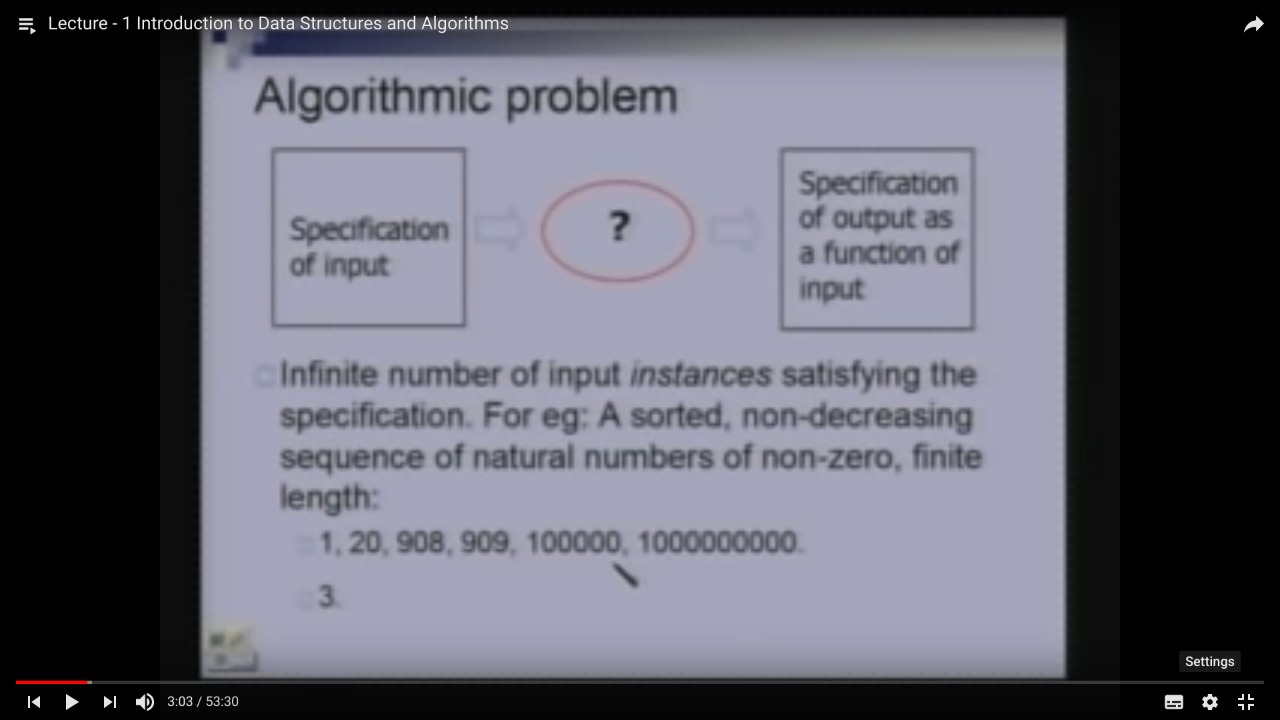 Lecture - 1 Introduction to Data Structures and Algorithms
Algorithmic problem
Specification
of input
?
Specification
of output as
a function of
input
Infinite number of input instances satisfying the
specification. For eg: A sorted, non-decreasing
sequence of natural numbers of non-zero, finite
length:
1, 20, 908, 909, 100000, 1000000000.
3.
Settings
3:03 / 53:30